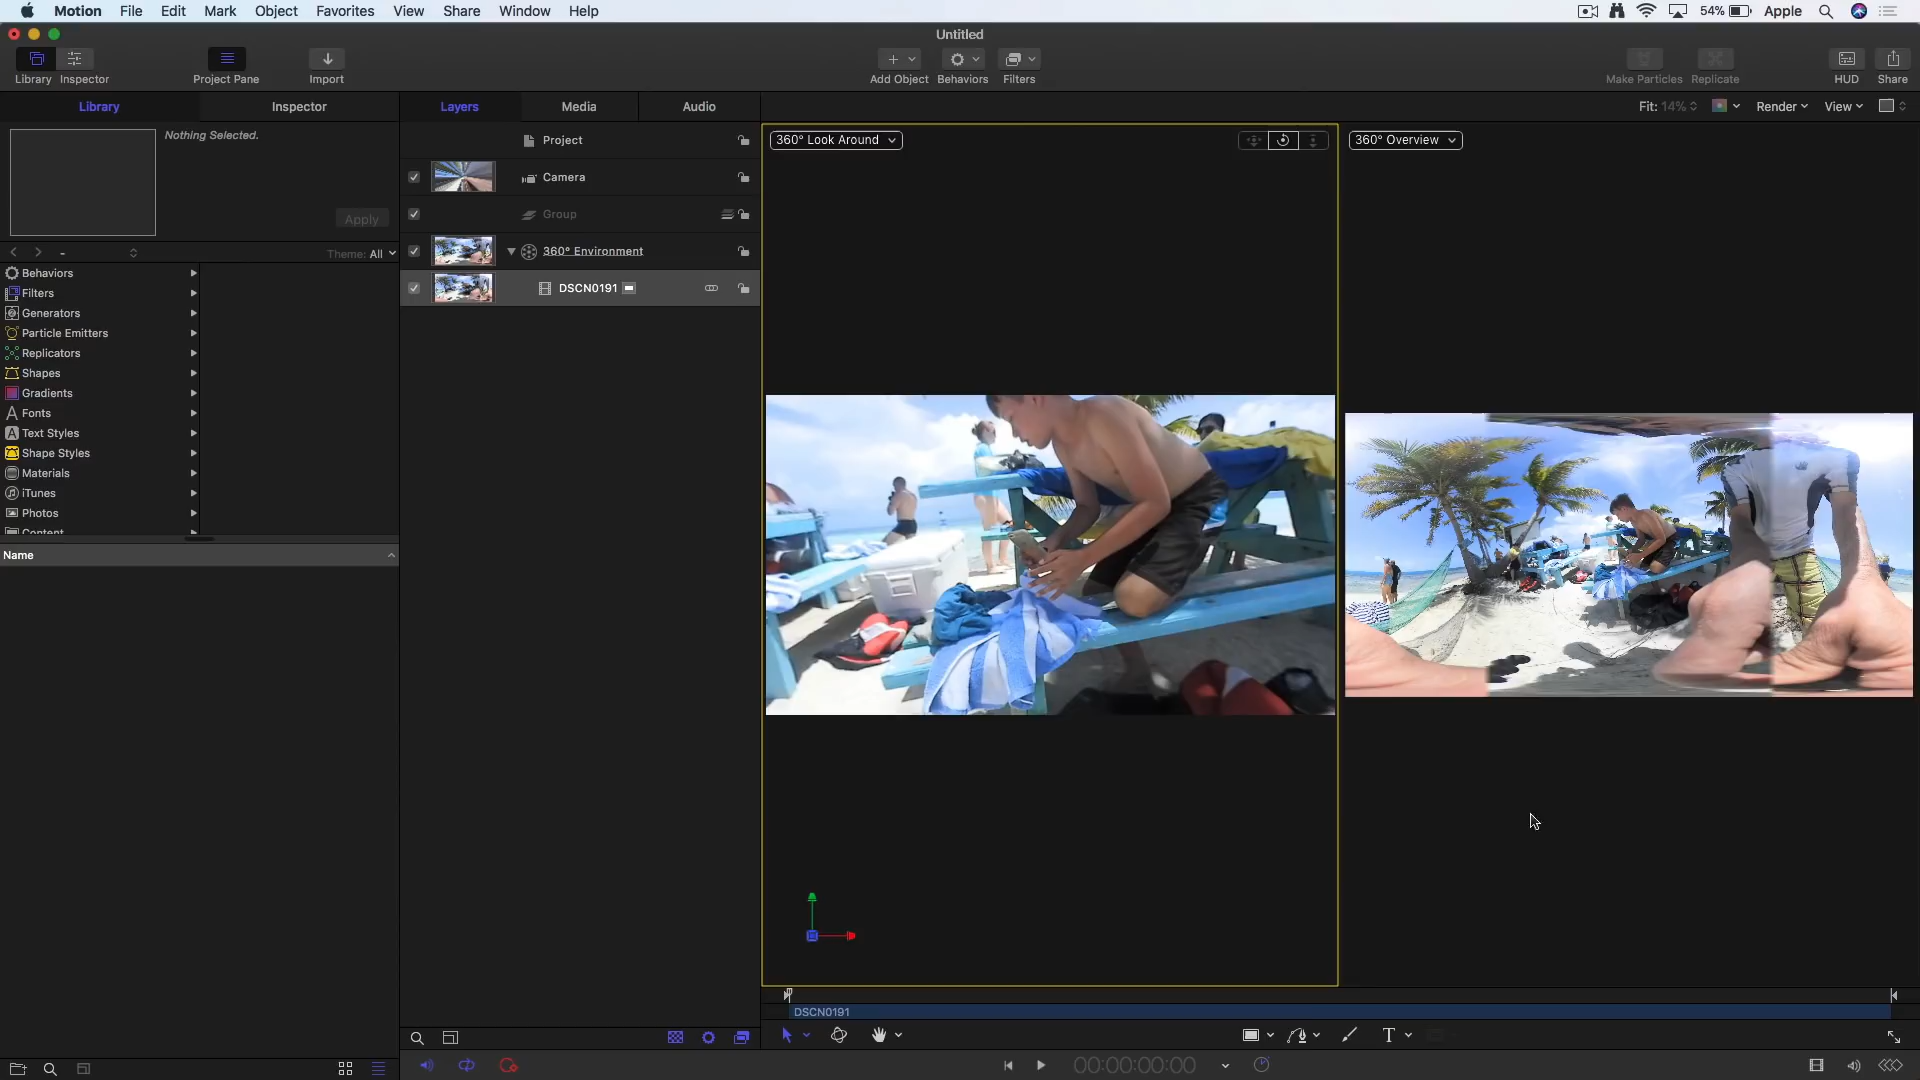 Motion File Edit Mark Object Favorites View Share Window Help 54% Apple
Untitled
Library Inspector Project Pane Import Add Object Behaviors Filters Make Particles Replicate HUD Share
Library Inspector Layers Media Audio Fit: 14% Render View
Nothing Selected.
Apply
- Theme: All
Behaviors
Filters
Generators
Particle Emitters
Replicators
Shapes
Gradients
Fonts
Text Styles
Shape Styles
Materials
iTunes
Photos
Content
Name
Project
Camera
Group
360° Environment
DSCN0191
360° Look Around
360° Overview
DSCN0191
T
00:00:00:00